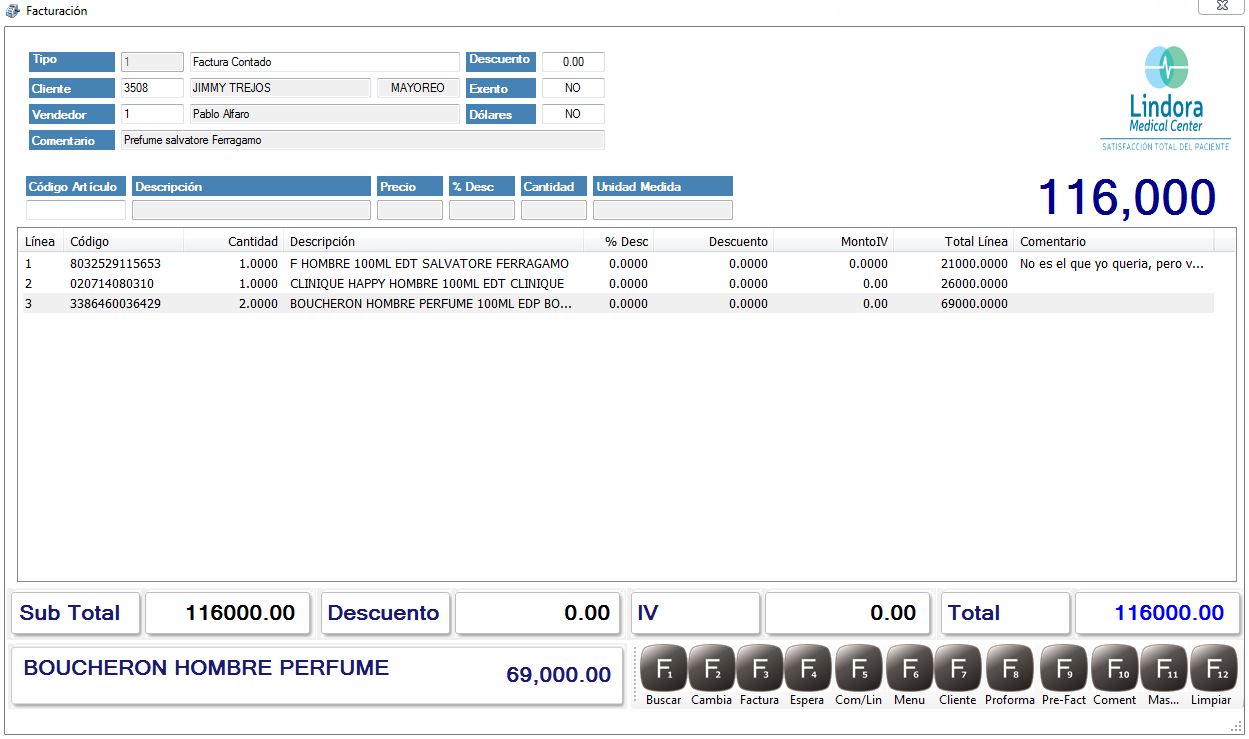 Facturación
Tipo 1 Factura Contado Descuento 0.00
Cliente 3508 JIMMY TREJOS MAYOREO Exento NO
Vendedor 1 Pablo Alfaro Dólares NO
Comentario Prefume salvatore Ferragamo
Lindora
Medical Center
SATISFACCIÓN TOTAL DEL PACIENTE
Código Artículo Descripción Precio % Desc Cantidad Unidad Medida
116,000
Línea Código Cantidad Descripción % Desc Descuento MontoIV Total Línea Comentario
1 8032529115653 1.0000 F HOMBRE 100ML EDT SALVATORE FERRAGAMO 0.0000 0.0000 0.0000 21000.0000 No es el que yo queria, pero v...
2 020714080310 1.0000 CLINIQUE HAPPY HOMBRE 100ML EDT CLINIQUE 0.0000 0.0000 0.00 26000.0000
3 3386460036429 2.0000 BOUCHERON HOMBRE PERFUME 100ML EDP BO... 0.0000 0.0000 0.00 69000.0000
Sub Total 116000.00 Descuento 0.00 IV 0.00 Total 116000.00
BOUCHERON HOMBRE PERFUME 69,000.00
F1 F2 F3 F4 F5 F6 F7 F8 F9 F10 F11 F12
Buscar Cambia Factura Espera Com/Lin Menu Cliente Proforma Pre-Fact Coment Mas... Limpiar